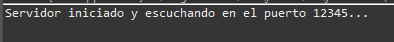 Servidor iniciado y escuchando en el puerto 12345...